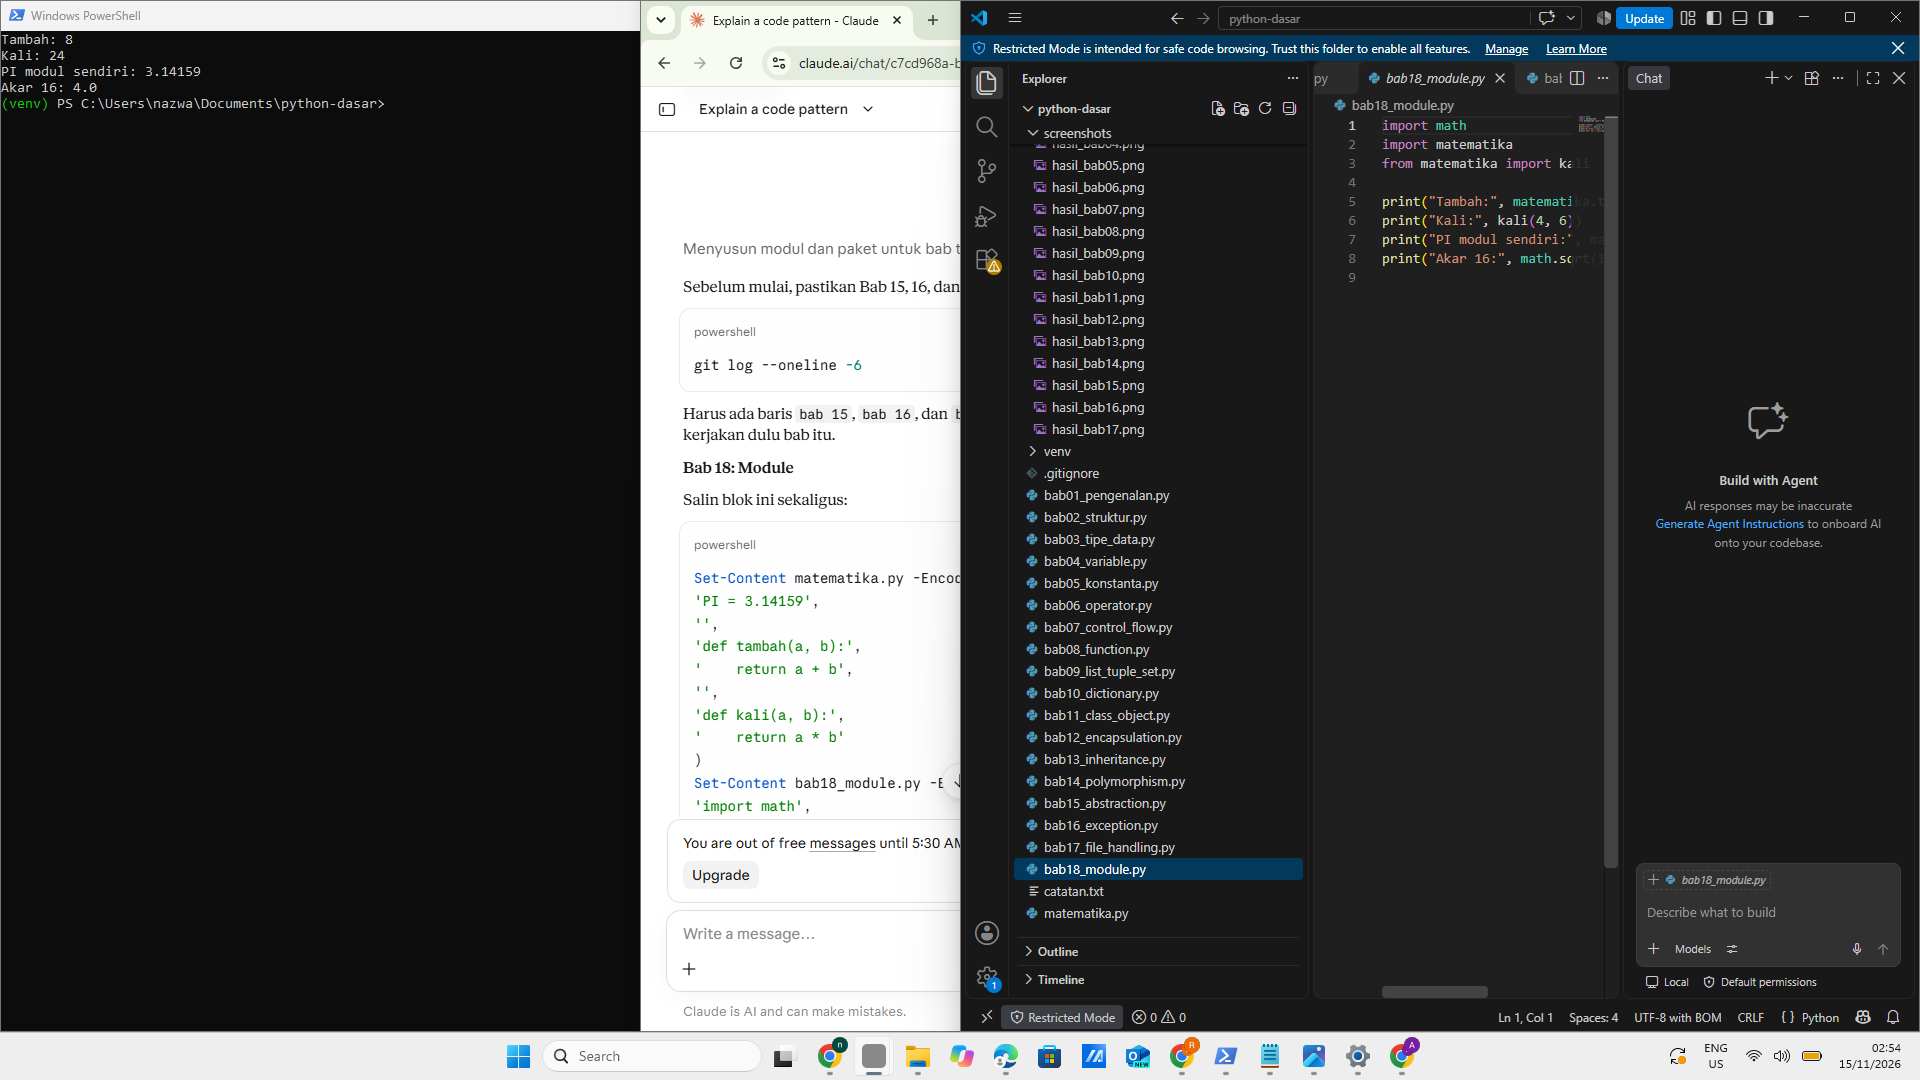 Windows PowerShell
Tambah: 8
Kali: 24
PI modul sendiri: 3.14159
Akar 16: 4.0
(venv) PS C:\Users\nazwa\Documents\python-dasar>
Explain a code pattern - Claude
claude.ai/chat/c7cd968a-b
Explain a code pattern
Menyusun modul dan paket untuk bab t
Sebelum mulai, pastikan Bab 15, 16, dan
powershell
git log --oneline -6
Harus ada baris bab 15, bab 16, dan b
kerjakan dulu bab itu.
Bab 18: Module
Salin blok ini sekaligus:
powershell
Set-Content matematika.py -Encod
'PI = 3.14159',
'',
'def tambah(a, b):',
'    return a + b',
'',
'def kali(a, b):',
'    return a * b'
)
Set-Content bab18_module.py -E
'import math',
You are out of free messages until 5:30 AM
Upgrade
Write a message...
Claude is AI and can make mistakes.
python-dasar
Update
Restricted Mode is intended for safe code browsing. Trust this folder to enable all features. Manage Learn More
Explorer
python-dasar
screenshots
hasil_bab04.png
hasil_bab05.png
hasil_bab06.png
hasil_bab07.png
hasil_bab08.png
hasil_bab09.png
hasil_bab10.png
hasil_bab11.png
hasil_bab12.png
hasil_bab13.png
hasil_bab14.png
hasil_bab15.png
hasil_bab16.png
hasil_bab17.png
venv
.gitignore
bab01_pengenalan.py
bab02_struktur.py
bab03_tipe_data.py
bab04_variable.py
bab05_konstanta.py
bab06_operator.py
bab07_control_flow.py
bab08_function.py
bab09_list_tuple_set.py
bab10_dictionary.py
bab11_class_object.py
bab12_encapsulation.py
bab13_inheritance.py
bab14_polymorphism.py
bab15_abstraction.py
bab16_exception.py
bab17_file_handling.py
bab18_module.py
catatan.txt
matematika.py
Outline
Timeline
py
bab18_module.py
bab
bab18_module.py
1 import math
2 import matematika
3 from matematika import kali
4
5 print("Tambah:", matematika.t
6 print("Kali:", kali(4, 6))
7 print("PI modul sendiri:", ma
8 print("Akar 16:", math.sqrt(1
9
Chat
Build with Agent
AI responses may be inaccurate
Generate Agent Instructions to onboard AI
onto your codebase.
bab18_module.py
Describe what to build
Models
Local Default permissions
Restricted Mode 0 0
Ln 1, Col 1 Spaces: 4 UTF-8 with BOM CRLF Python
1
Search
n
NEW
R
A
ENG
US
02:54
15/11/2026